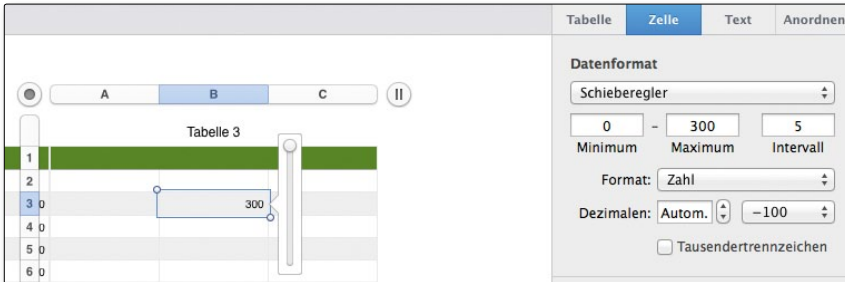 Tabelle Zelle Text Anordnen
Datenformat
Schieberegler
0 – 300 5
Minimum Maximum Intervall
Format: Zahl
Dezimalen: Autom. −100
Tausendertrennzeichen
A B C
Tabelle 3
1
2
3 0 300
4 0
5 0
6 0